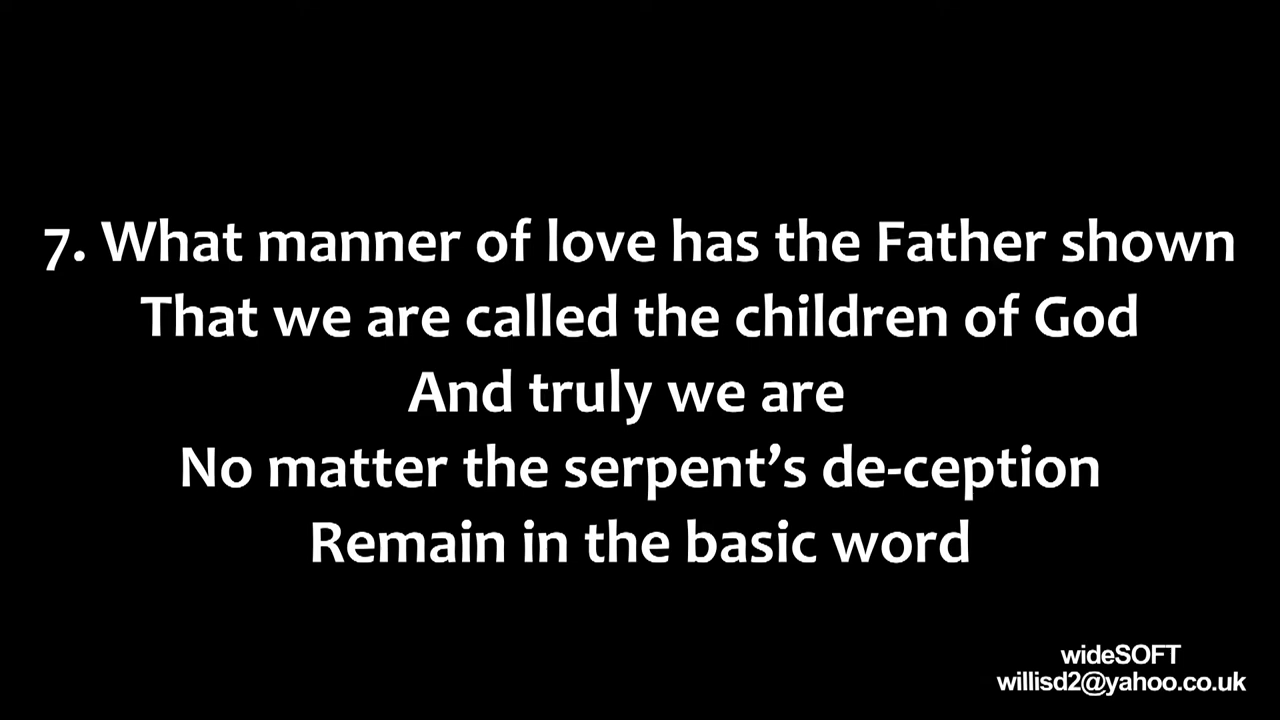 7. What manner of love has the Father shown
That we are called the children of God
And truly we are
No matter the serpent’s de-ception
Remain in the basic word
wideSOFT
willisd2@yahoo.co.uk